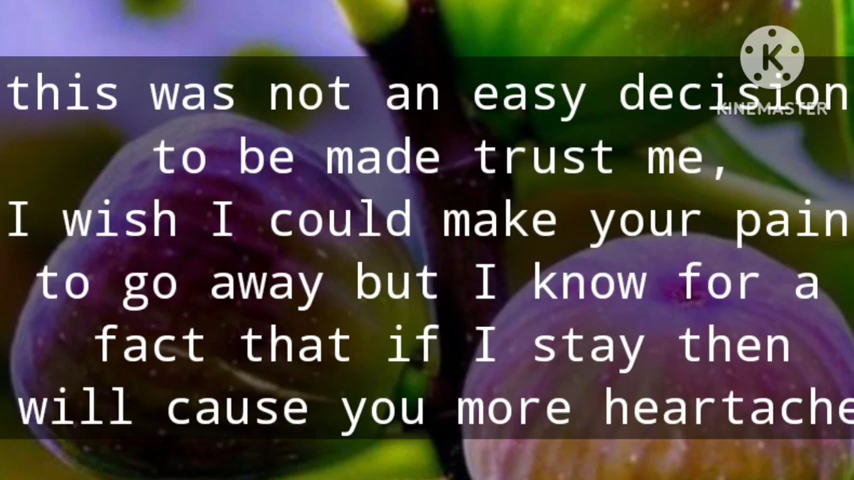 this was not an easy decision
to be made trust me,
I wish I could make your pain
to go away but I know for a
fact that if I stay then
will cause you more heartache
KINEMASTER